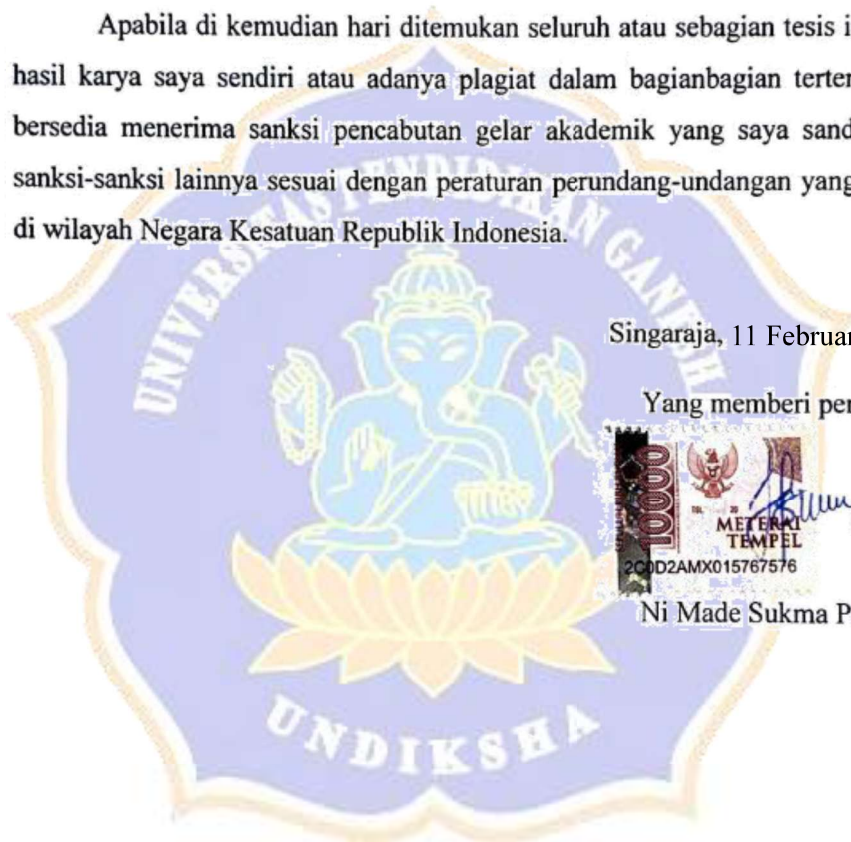 Apabila di kemudian hari ditemukan seluruh atau sebagian tesis i
hasil karya saya sendiri atau adanya plagiat dalam bagianbagian terter
bersedia menerima sanksi pencabutan gelar akademik yang saya sand
sanksi-sanksi lainnya sesuai dengan peraturan perundang-undangan yang
di wilayah Negara Kesatuan Republik Indonesia.
UNIVERSITAS PENDIDIKAN GANESHA
Singaraja, 11 Februar
Yang memberi per
10000
TGL. 20
METERAI
TEMPEL
2C0D2AMX015767576
Ni Made Sukma P
UNDIKSHA